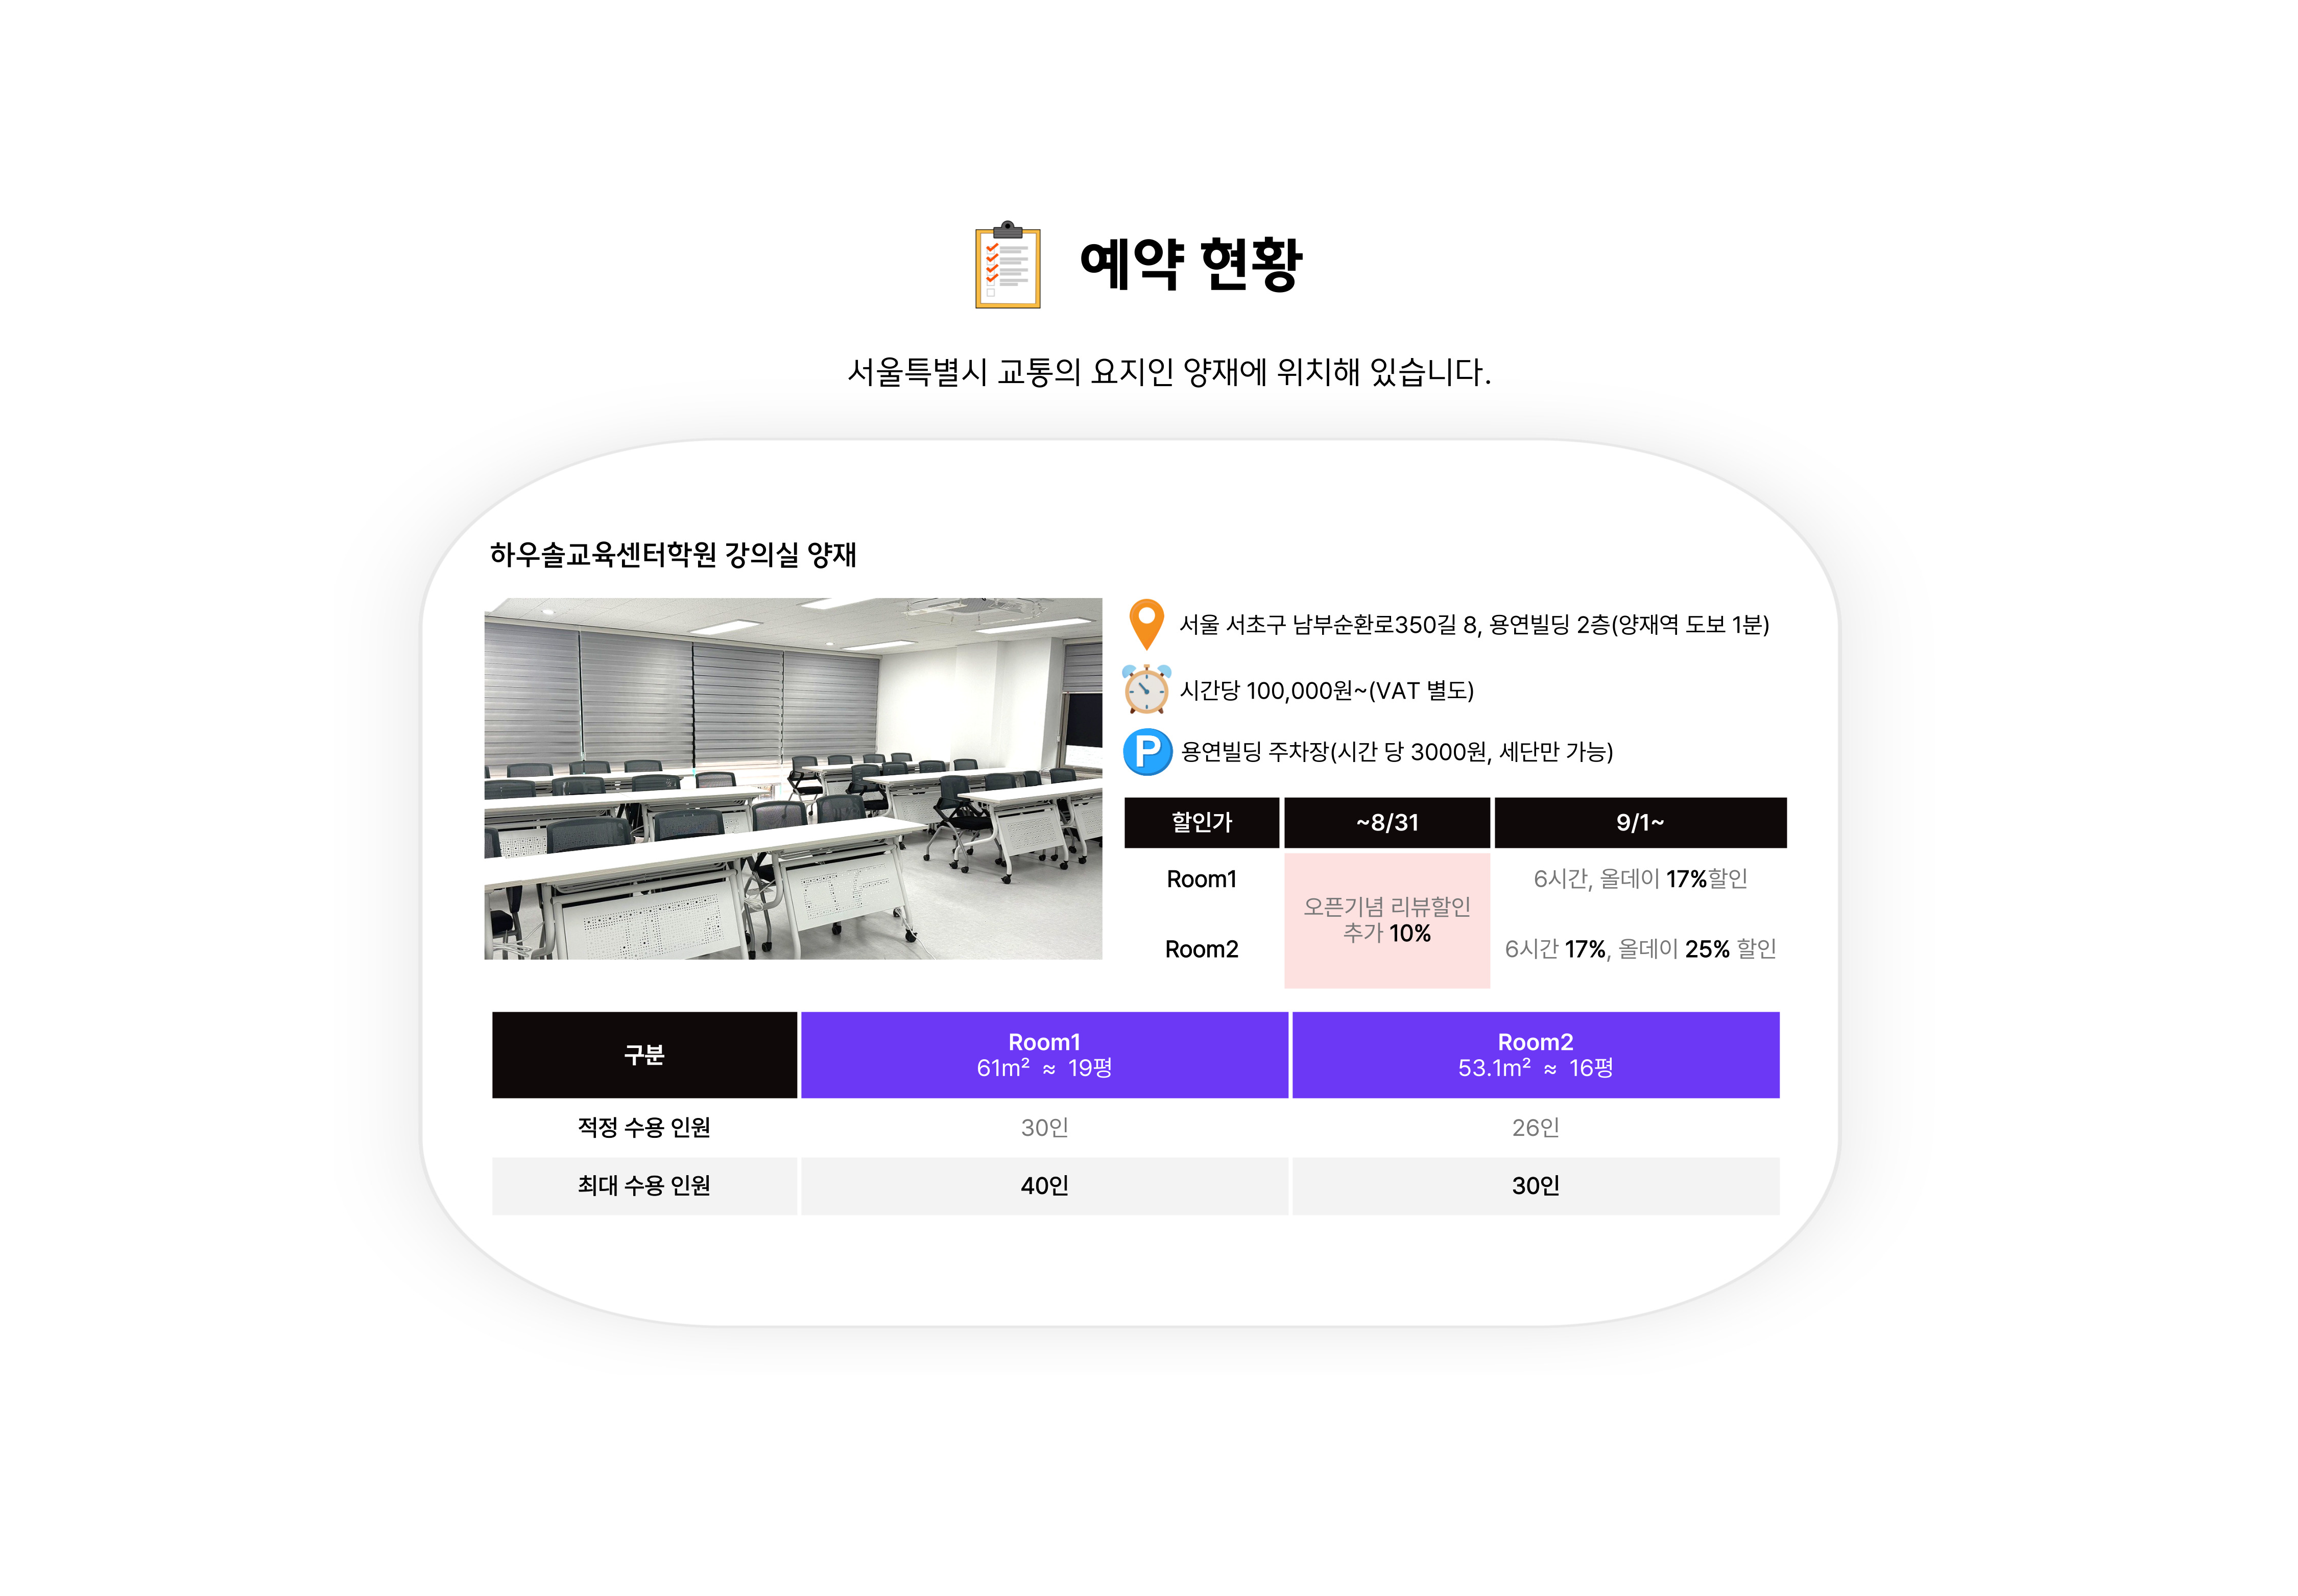 예약 현황
서울특별시 교통의 요지인 양재에 위치해 있습니다.
하우솔교육센터학원 강의실 양재
서울 서초구 남부순환로350길 8, 용연빌딩 2층(양재역 도보 1분)
시간당 100,000원~(VAT 별도)
P 용연빌딩 주차장(시간 당 3000원, 세단만 가능)
할인가 ~8/31 9/1~
Room1 6시간, 올데이 17%할인
오픈기념 리뷰할인
추가 10%
Room2 6시간 17%, 올데이 25% 할인
구분
Room1
61m² ≈ 19평
Room2
53.1m² ≈ 16평
적정 수용 인원 30인 26인
최대 수용 인원 40인 30인